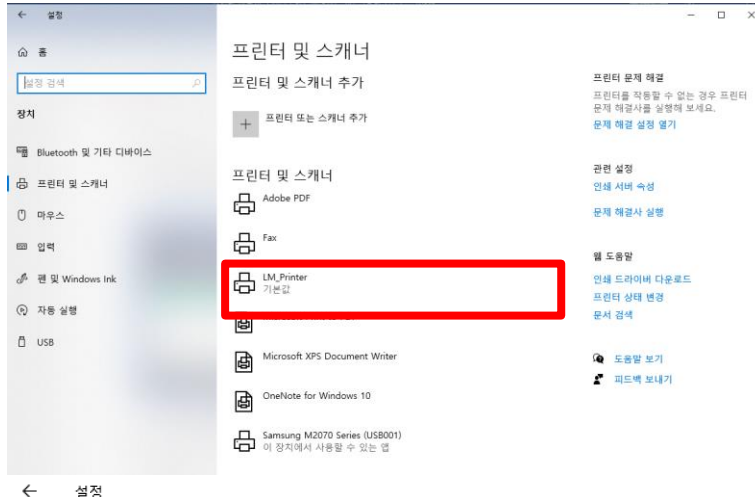 설정
홈
설정 검색
장치
Bluetooth 및 기타 디바이스
프린터 및 스캐너
마우스
입력
펜 및 Windows Ink
자동 실행
USB
프린터 및 스캐너
프린터 및 스캐너 추가
프린터 또는 스캐너 추가
프린터 및 스캐너
Adobe PDF
Fax
LM_Printer
기본값
Microsoft XPS Document Writer
OneNote for Windows 10
Samsung M2070 Series (USB001)
이 장치에서 사용할 수 있는 앱
프린터 문제 해결
프린터를 작동할 수 없는 경우 프린터
문제 해결사를 실행해 보세요.
문제 해결 설정 열기
관련 설정
인쇄 서버 속성
문제 해결사 실행
웹 도움말
인쇄 드라이버 다운로드
프린터 상태 변경
문서 검색
도움말 보기
피드백 보내기
설정